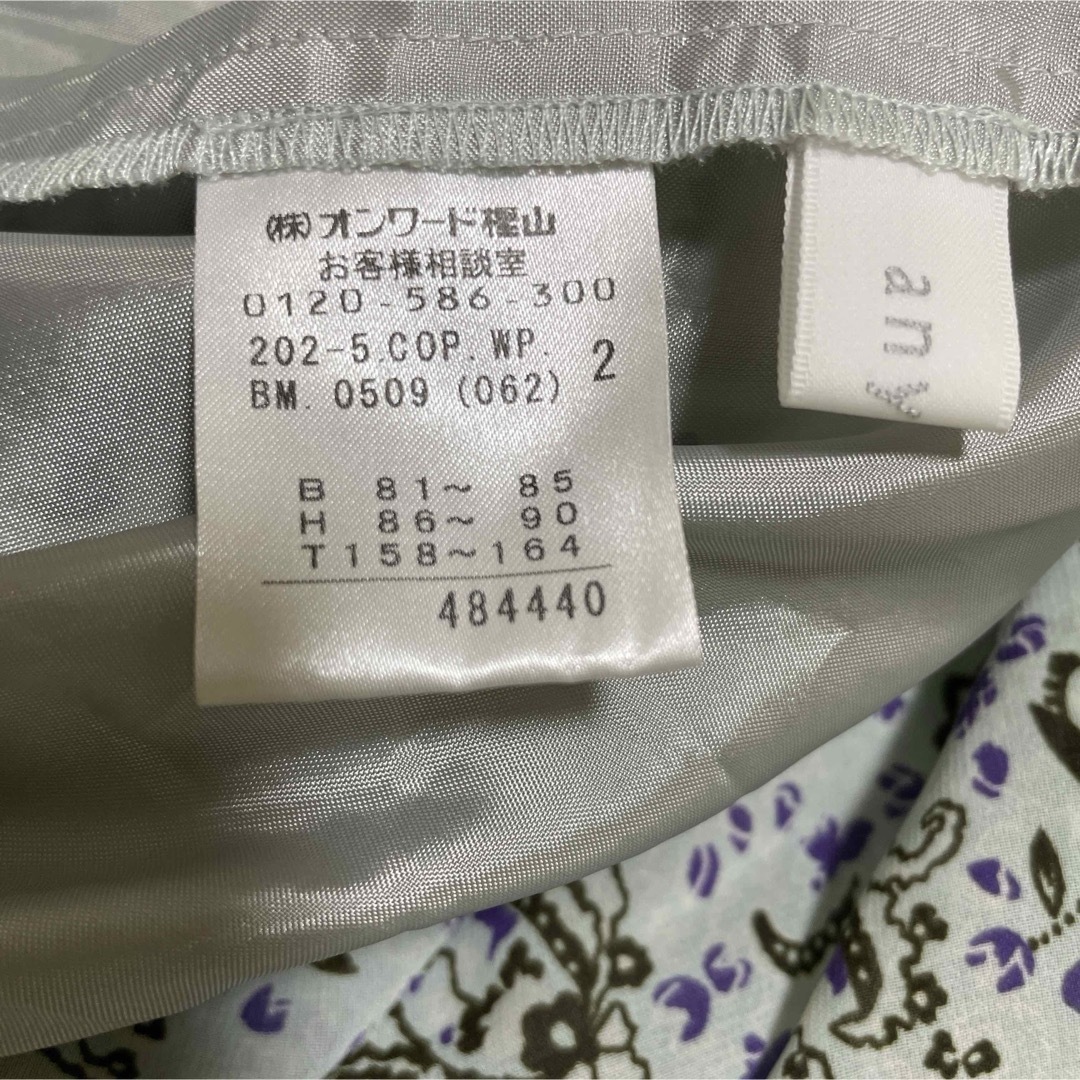 (株)オンワード樫山
お客様相談室
0120-586-300
202-5.COP.WP. 2
BM. 0509 (062)
B 81〜 85
H 86〜 90
T158〜164
484440
any